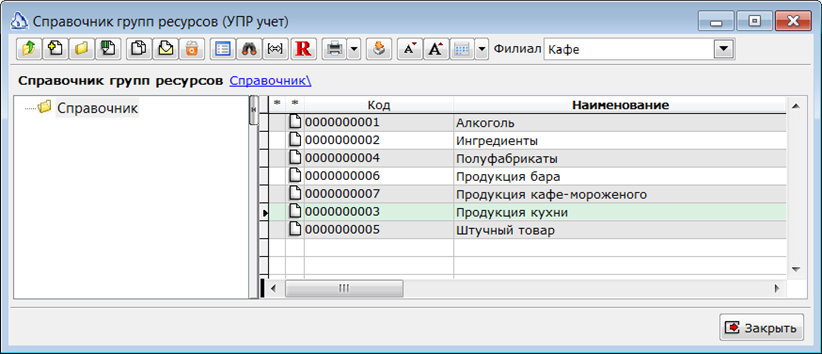 Справочник групп ресурсов (УПР учет)
R A A Филиал Кафе
Справочник групп ресурсов Справочник\
Справочник
* * Код Наименование
0000000001 Алкоголь
0000000002 Ингредиенты
0000000004 Полуфабрикаты
0000000006 Продукция бара
0000000007 Продукция кафе-мороженого
0000000003 Продукция кухни
0000000005 Штучный товар
Закрыть